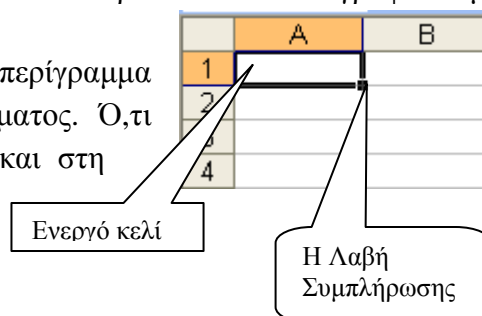 A B
1
περίγραμμα
2
ματος. Ό,τι
3
και στη
4
Ενεργό κελί
Η Λαβή
Συμπλήρωσης